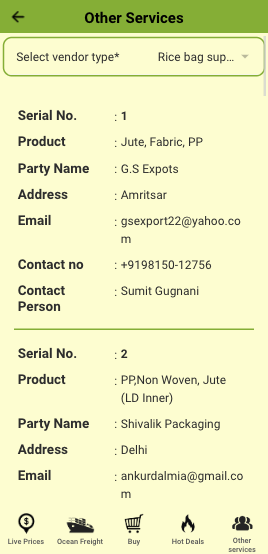 Other Services
Select vendor type* Rice bag sup...
Serial No. : 1
Product : Jute, Fabric, PP
Party Name : G.S Expots
Address : Amritsar
Email : gsexport22@yahoo.co
m
Contact no : +9198150-12756
Contact : Sumit Gugnani
Person
Serial No. : 2
Product : PP,Non Woven, Jute
(LD Inner)
Party Name : Shivalik Packaging
Address : Delhi
Email : ankurdalmia@gmail.co
m
Live Prices Ocean Freight Buy Hot Deals Other
services